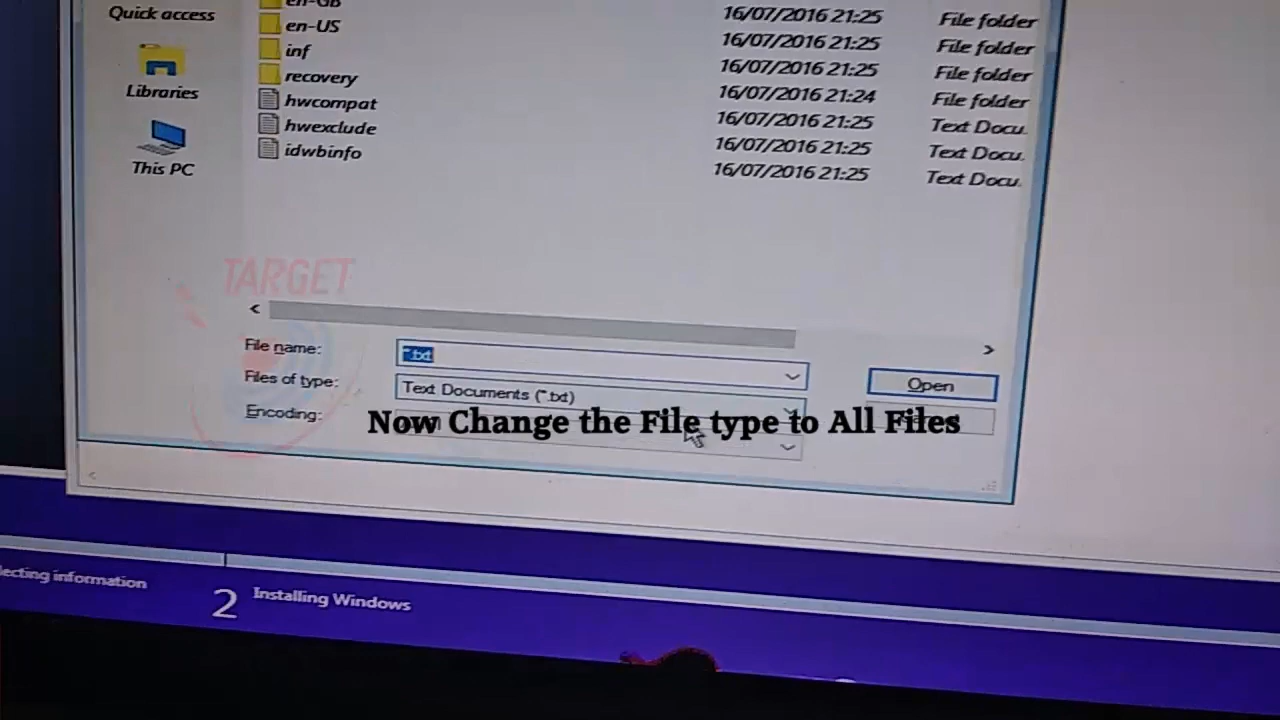 Quick access
Libraries
This PC
en-GB
en-US
inf
recovery
hwcompat
hwexclude
idwbinfo
16/07/2016 21:25 File folder
16/07/2016 21:25 File folder
16/07/2016 21:25 File folder
16/07/2016 21:24 File folder
16/07/2016 21:25 Text Docu.
16/07/2016 21:25 Text Docu.
16/07/2016 21:25 Text Docu.
TARGET
File name: *.txt
Files of type: Text Documents (*.txt)
Open
Encoding:
Now Change the File type to All Files
lecting information
2 Installing Windows